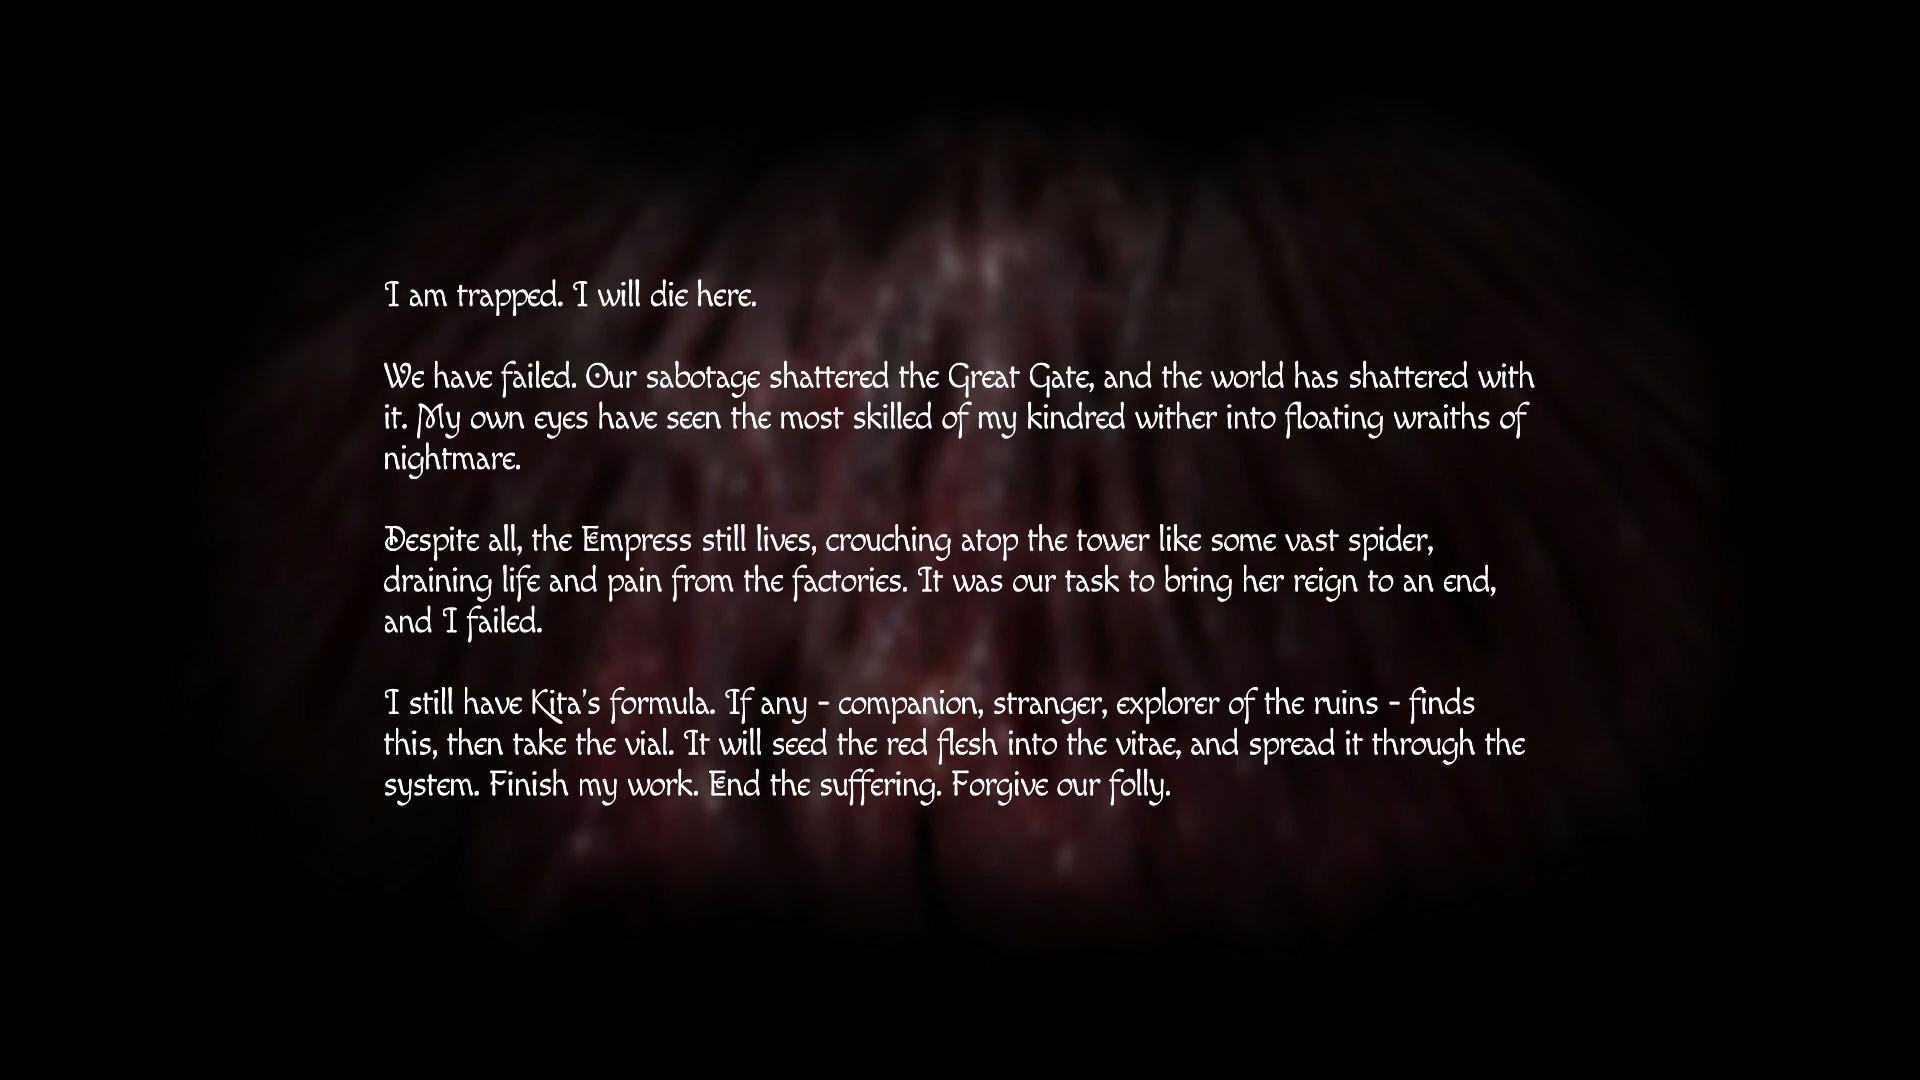 I am trapped. I will die here.
We have failed. Our sabotage shattered the Great Gate, and the world has shattered with
it. My own eyes have seen the most skilled of my kindred wither into floating wraiths of
nightmare.
Despite all, the Empress still lives, crouching atop the tower like some vast spider,
draining life and pain from the factories. It was our task to bring her reign to an end,
and I failed.
I still have Kita's formula. If any - companion, stranger, explorer of the ruins - finds
this, then take the vial. It will seed the red flesh into the vitae, and spread it through the
system. Finish my work. End the suffering. Forgive our folly.